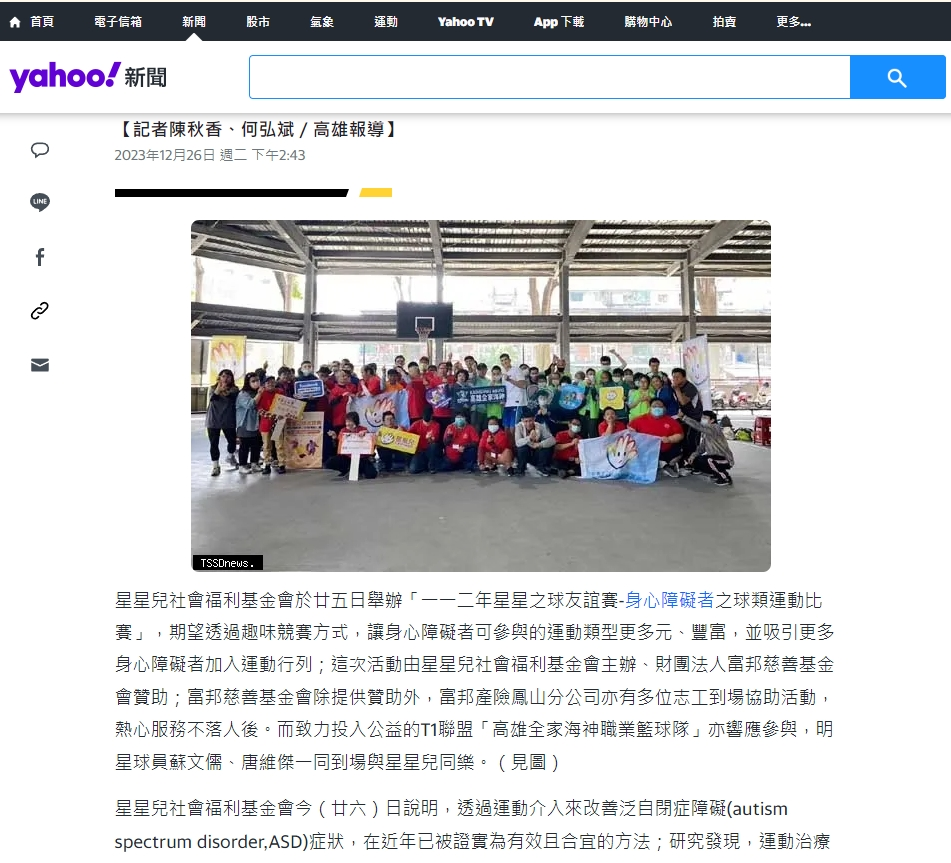 首頁 電子信箱 新聞 股市 氣象 運動 Yahoo TV App 下載 購物中心 拍賣 更多...
yahoo! 新聞
【記者陳秋香、何弘斌 / 高雄報導】
2023年12月26日 週二 下午2:43
LINE
高雄全家海神
星星兒
TSSDnews.
星星兒社會福利基金會於廿五日舉辦「一一二年星星之球友誼賽-身心障礙者之球類運動比
賽」，期望透過趣味競賽方式，讓身心障礙者可參與的運動類型更多元、豐富，並吸引更多
身心障礙者加入運動行列；這次活動由星星兒社會福利基金會主辦、財團法人富邦慈善基金
會贊助；富邦慈善基金會除提供贊助外，富邦產險鳳山分公司亦有多位志工到場協助活動，
熱心服務不落人後。而致力投入公益的T1聯盟「高雄全家海神職業籃球隊」亦響應參與，明
星球員蘇文儒、唐維傑一同到場與星星兒同樂。（見圖）
星星兒社會福利基金會今（廿六）日說明，透過運動介入來改善泛自閉症障礙(autism
spectrum disorder,ASD)症狀，在近年已被證實為有效且合宜的方法；研究發現，運動治療